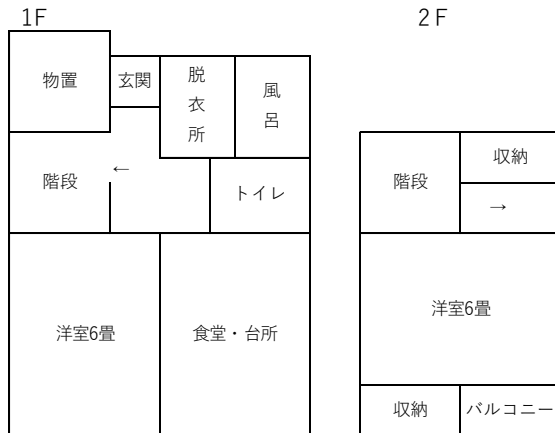 1F
2F
物置
玄関
脱衣所
風呂
階段
←
トイレ
洋室6畳
食堂・台所
階段
収納
→
洋室6畳
収納
バルコニー